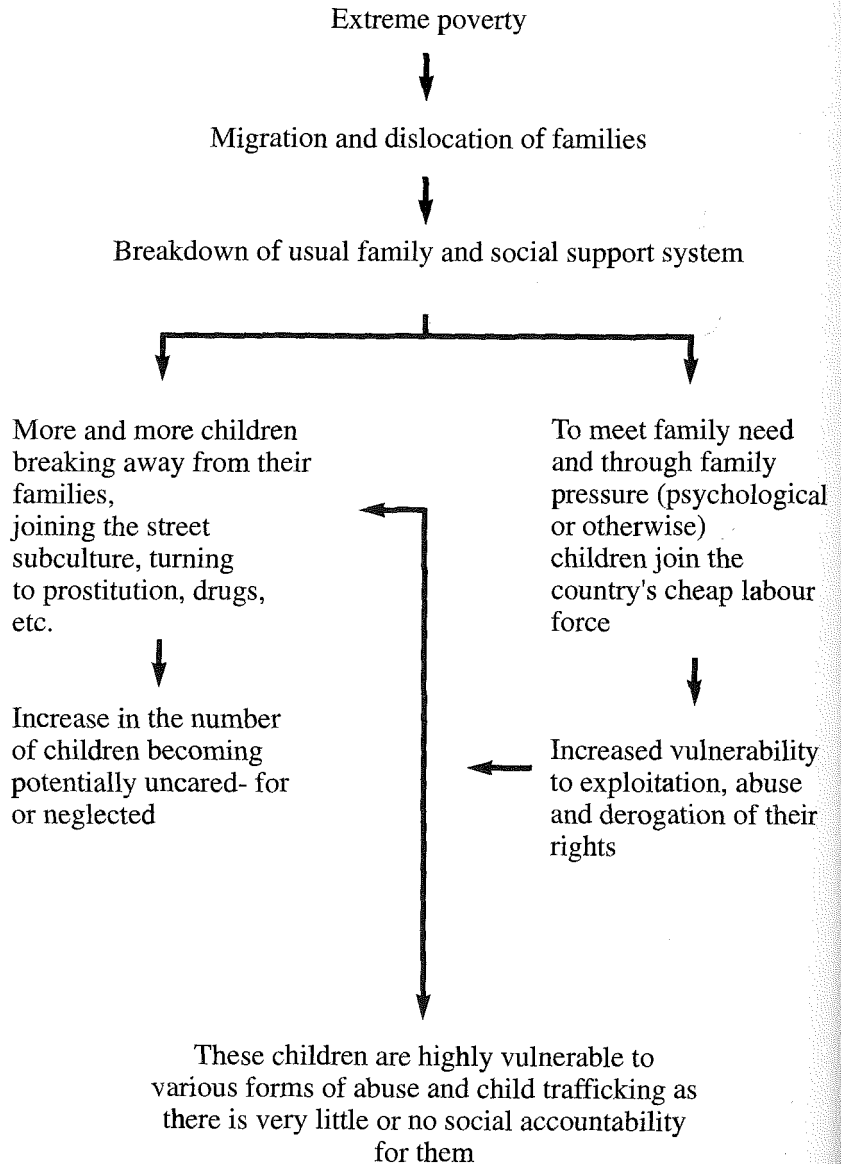 Extreme poverty
Migration and dislocation of families
Breakdown of usual family and social support system
More and more children
breaking away from their
families,
joining the street
subculture, turning
to prostitution, drugs,
etc.
Increase in the number
of children becoming
potentially uncared- for
or neglected
To meet family need
and through family
pressure (psychological
or otherwise)
children join the
country's cheap labour
force
Increased vulnerability
to exploitation, abuse
and derogation of their
rights
These children are highly vulnerable to
various forms of abuse and child trafficking as
there is very little or no social accountability
for them